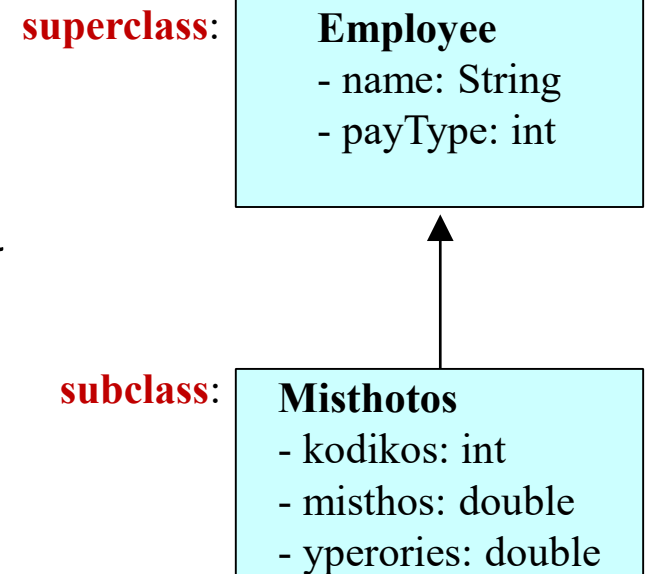 superclass:
Employee
- name: String
- payType: int
subclass:
Misthotos
- kodikos: int
- misthos: double
- yperories: double